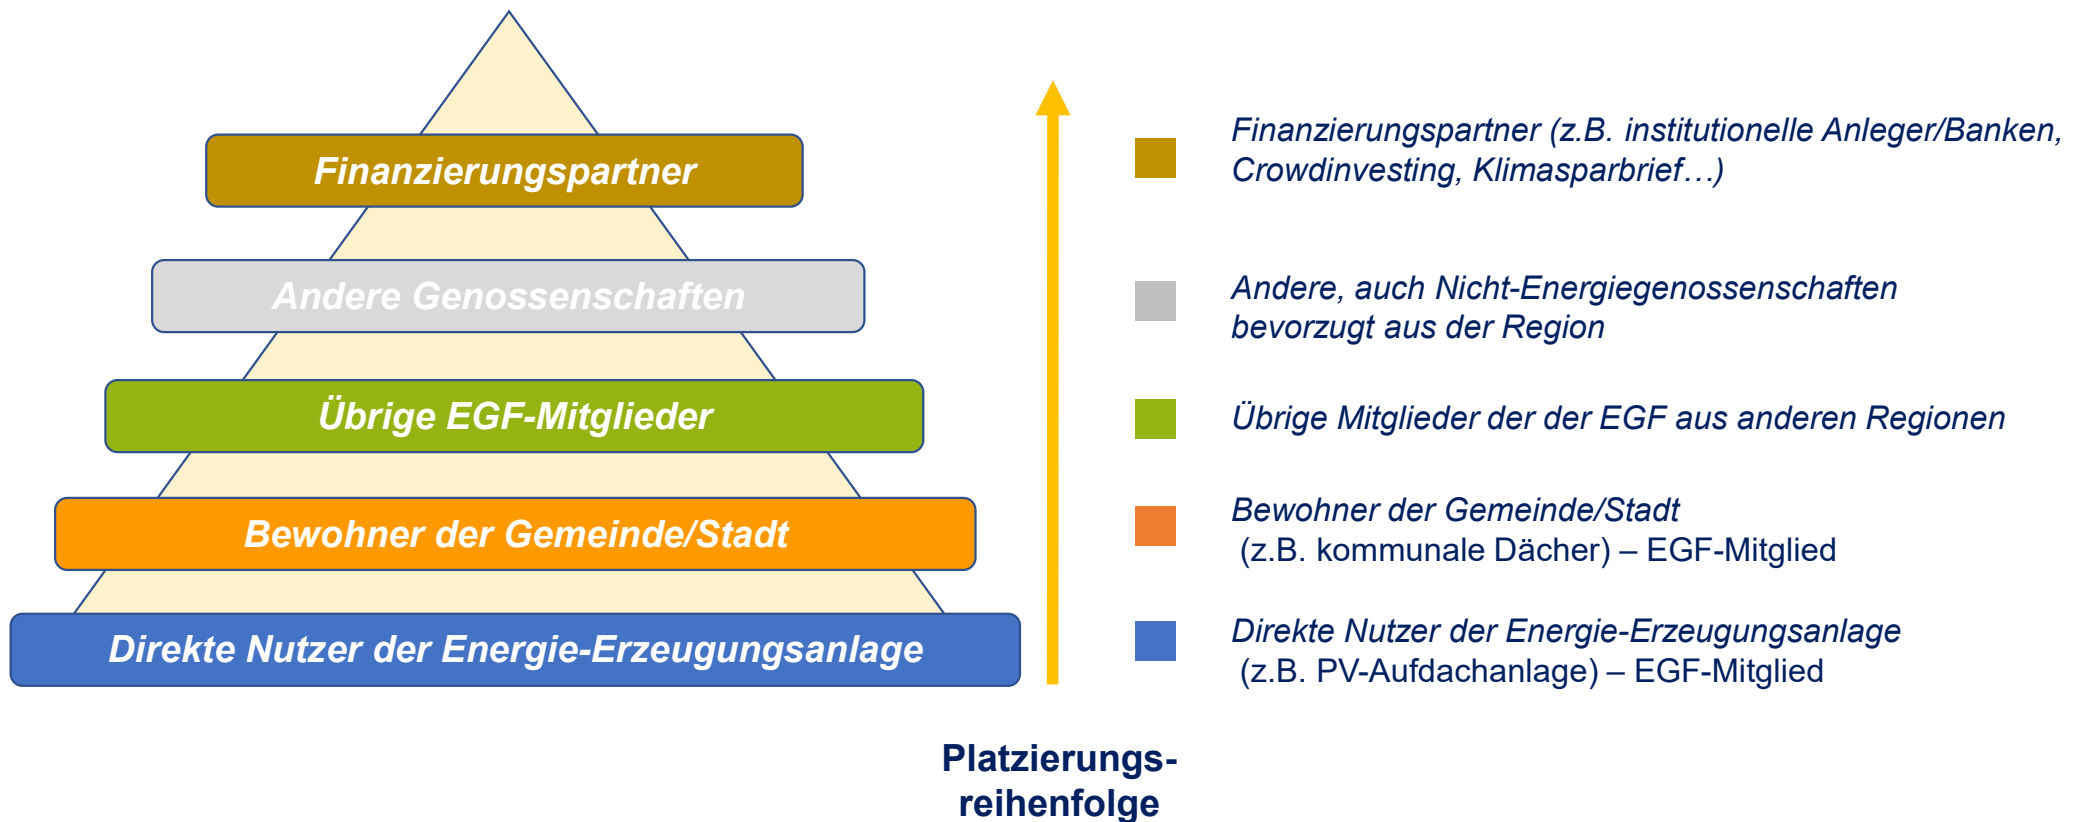 Finanzierungspartner
Andere Genossenschaften
Übrige EGF-Mitglieder
Bewohner der Gemeinde/Stadt
Direkte Nutzer der Energie-Erzeugungsanlage
Platzierungs-
reihenfolge
Finanzierungspartner (z.B. institutionelle Anleger/Banken,
Crowdinvesting, Klimasparbrief…)
Andere, auch Nicht-Energiegenossenschaften
bevorzugt aus der Region
Übrige Mitglieder der der EGF aus anderen Regionen
Bewohner der Gemeinde/Stadt
(z.B. kommunale Dächer) – EGF-Mitglied
Direkte Nutzer der Energie-Erzeugungsanlage
(z.B. PV-Aufdachanlage) – EGF-Mitglied